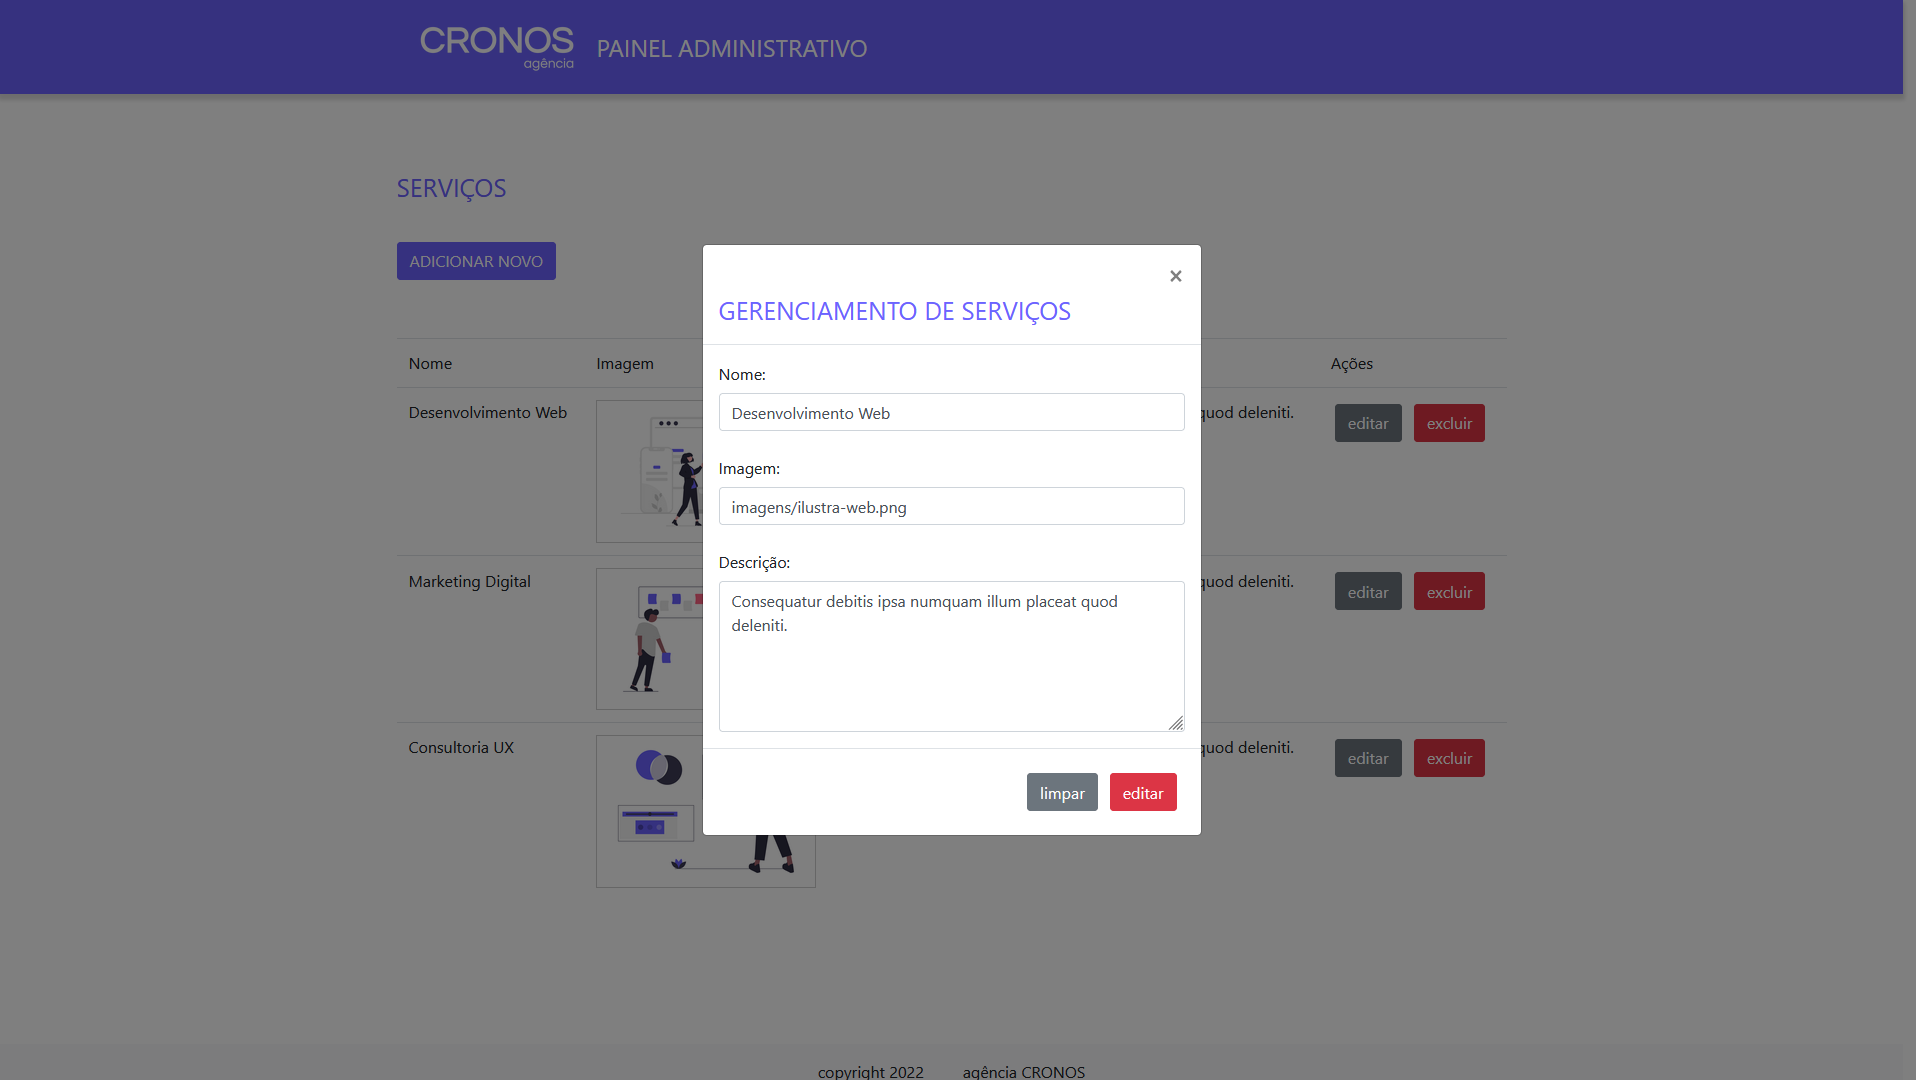 CRONOS
agência
PAINEL ADMINISTRATIVO
SERVIÇOS
ADICIONAR NOVO
×
GERENCIAMENTO DE SERVIÇOS
Nome:
Desenvolvimento Web
Imagem:
imagens/ilustra-web.png
Descrição:
Consequatur debitis ipsa numquam illum placeat quod
deleniti.
limpar editar
Nome Imagem Ações
Desenvolvimento Web quod deleniti. editar excluir
Marketing Digital quod deleniti. editar excluir
Consultoria UX quod deleniti. editar excluir
copyright 2022 agência CRONOS